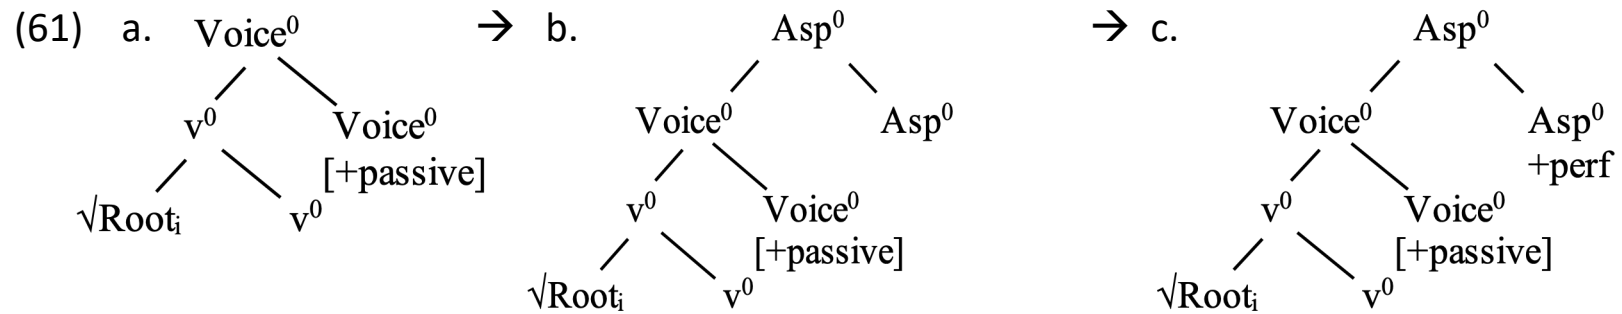 (61) a. Voice⁰ → b. Asp⁰ → c. Asp⁰
v⁰ Voice⁰ Voice⁰ Asp⁰ Voice⁰ Asp⁰
[+passive] +perf
√Rootᵢ v⁰ v⁰ Voice⁰ v⁰ Voice⁰
[+passive] [+passive]
√Rootᵢ v⁰ √Rootᵢ v⁰